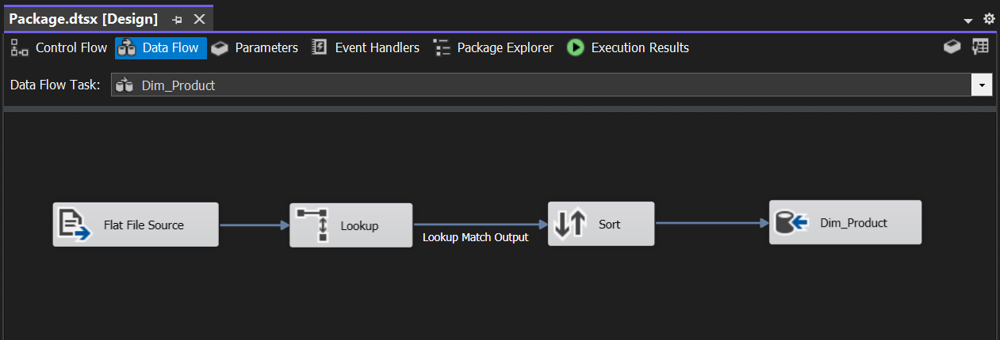 Package.dtsx [Design]
Control Flow Data Flow Parameters Event Handlers Package Explorer Execution Results
Data Flow Task: Dim_Product
Flat File Source Lookup Sort Dim_Product
Lookup Match Output